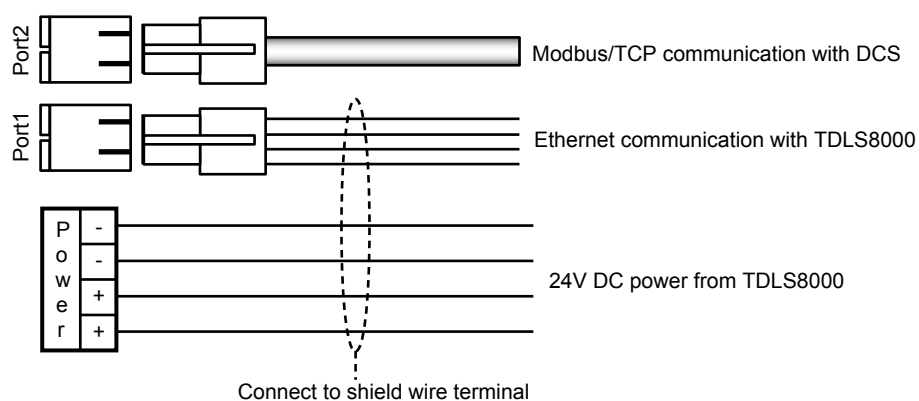 Port2
Modbus/TCP communication with DCS
Port1
Ethernet communication with TDLS8000
Power
-
-
+
+
24V DC power from TDLS8000
Connect to shield wire terminal